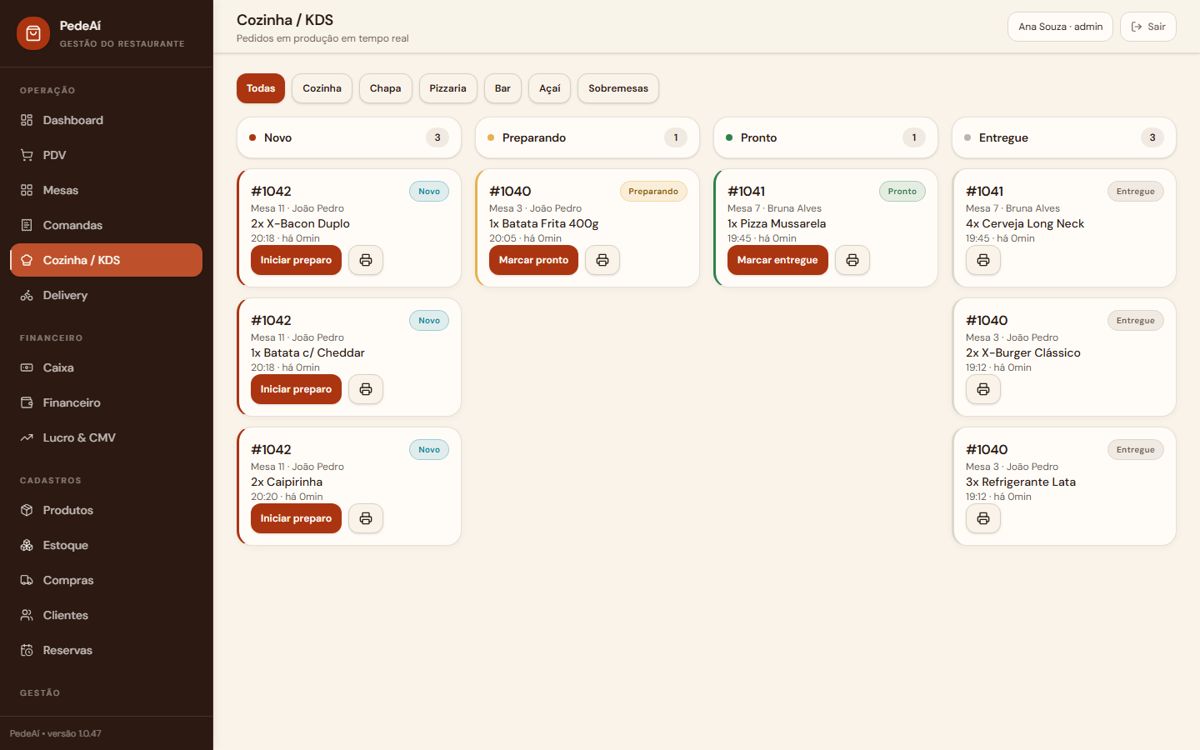 PedeAí
GESTÃO DO RESTAURANTE
OPERAÇÃO
Dashboard
PDV
Mesas
Comandas
Cozinha / KDS
Delivery
FINANCEIRO
Caixa
Financeiro
Lucro & CMV
CADASTROS
Produtos
Estoque
Compras
Clientes
Reservas
GESTÃO
PedeAí • versão 1.0.47
Cozinha / KDS
Pedidos em produção em tempo real
Ana Souza · admin
Sair
Todas
Cozinha
Chapa
Pizzaria
Bar
Açaí
Sobremesas
Novo 3
#1042 Novo
Mesa 11 · João Pedro
2x X-Bacon Duplo
20:18 · há 0min
Iniciar preparo
#1042 Novo
Mesa 11 · João Pedro
1x Batata c/ Cheddar
20:18 · há 0min
Iniciar preparo
#1042 Novo
Mesa 11 · João Pedro
2x Caipirinha
20:20 · há 0min
Iniciar preparo
Preparando 1
#1040 Preparando
Mesa 3 · João Pedro
1x Batata Frita 400g
20:05 · há 0min
Marcar pronto
Pronto 1
#1041 Pronto
Mesa 7 · Bruna Alves
1x Pizza Mussarela
19:45 · há 0min
Marcar entregue
Entregue 3
#1041 Entregue
Mesa 7 · Bruna Alves
4x Cerveja Long Neck
19:45 · há 0min
#1040 Entregue
Mesa 3 · João Pedro
2x X-Burger Clássico
19:12 · há 0min
#1040 Entregue
Mesa 3 · João Pedro
3x Refrigerante Lata
19:12 · há 0min